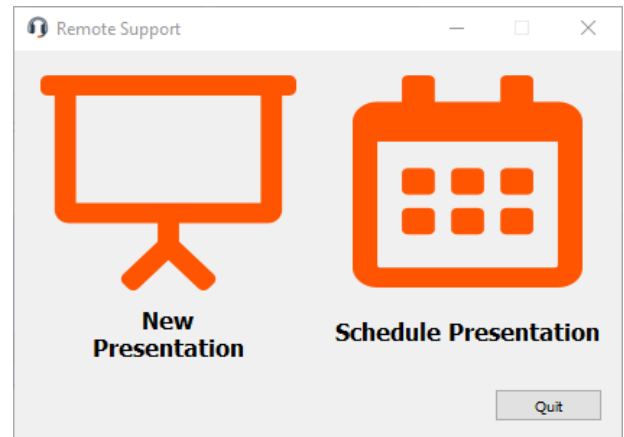 Remote Support
New
Presentation
Schedule Presentation
Quit